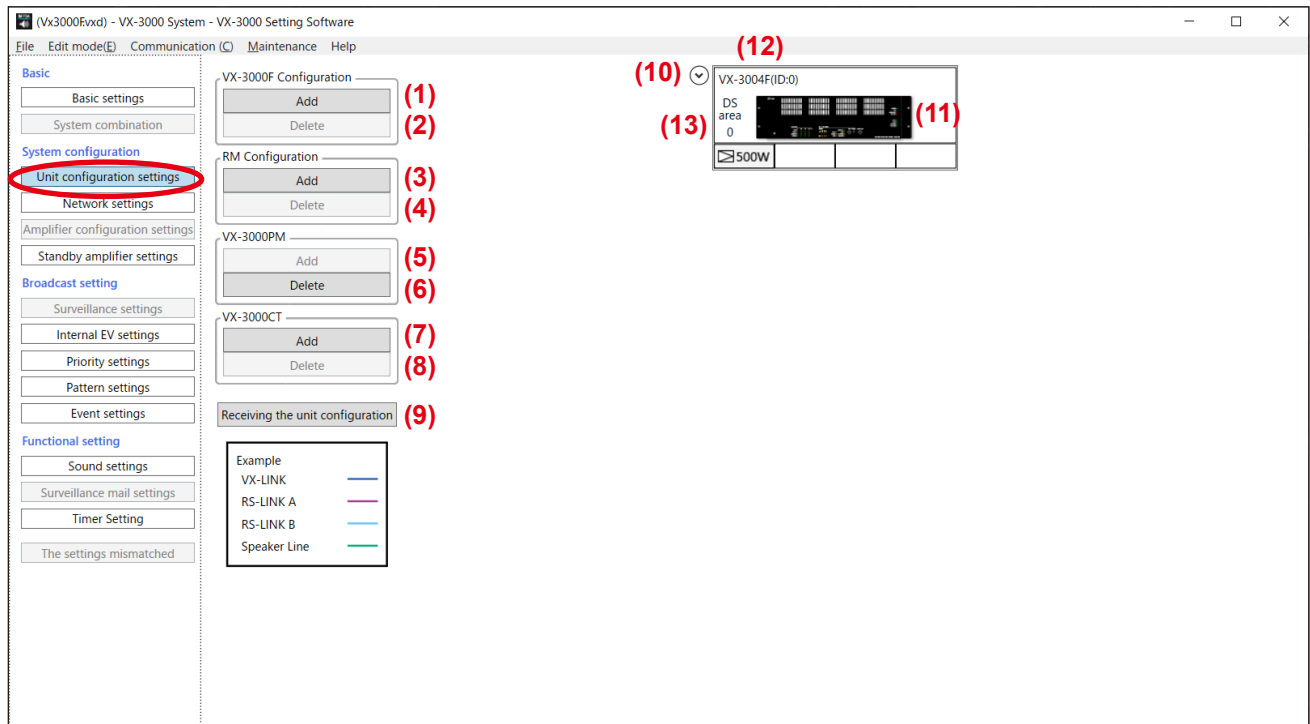 (Vx3000Fvxd) - VX-3000 System - VX-3000 Setting Software
File Edit mode(E) Communication (C) Maintenance Help
Basic
Basic settings
System combination
System configuration
Unit configuration settings
Network settings
Amplifier configuration settings
Standby amplifier settings
Broadcast setting
Surveillance settings
Internal EV settings
Priority settings
Pattern settings
Event settings
Functional setting
Sound settings
Surveillance mail settings
Timer Setting
The settings mismatched
VX-3000F Configuration
Add (1)
Delete (2)
RM Configuration
Add (3)
Delete (4)
VX-3000PM
Add (5)
Delete (6)
VX-3000CT
Add (7)
Delete (8)
Receiving the unit configuration (9)
Example
VX-LINK
RS-LINK A
RS-LINK B
Speaker Line
(12)
(10) VX-3004F(ID:0)
DS
area
0
(11)
(13)
500W